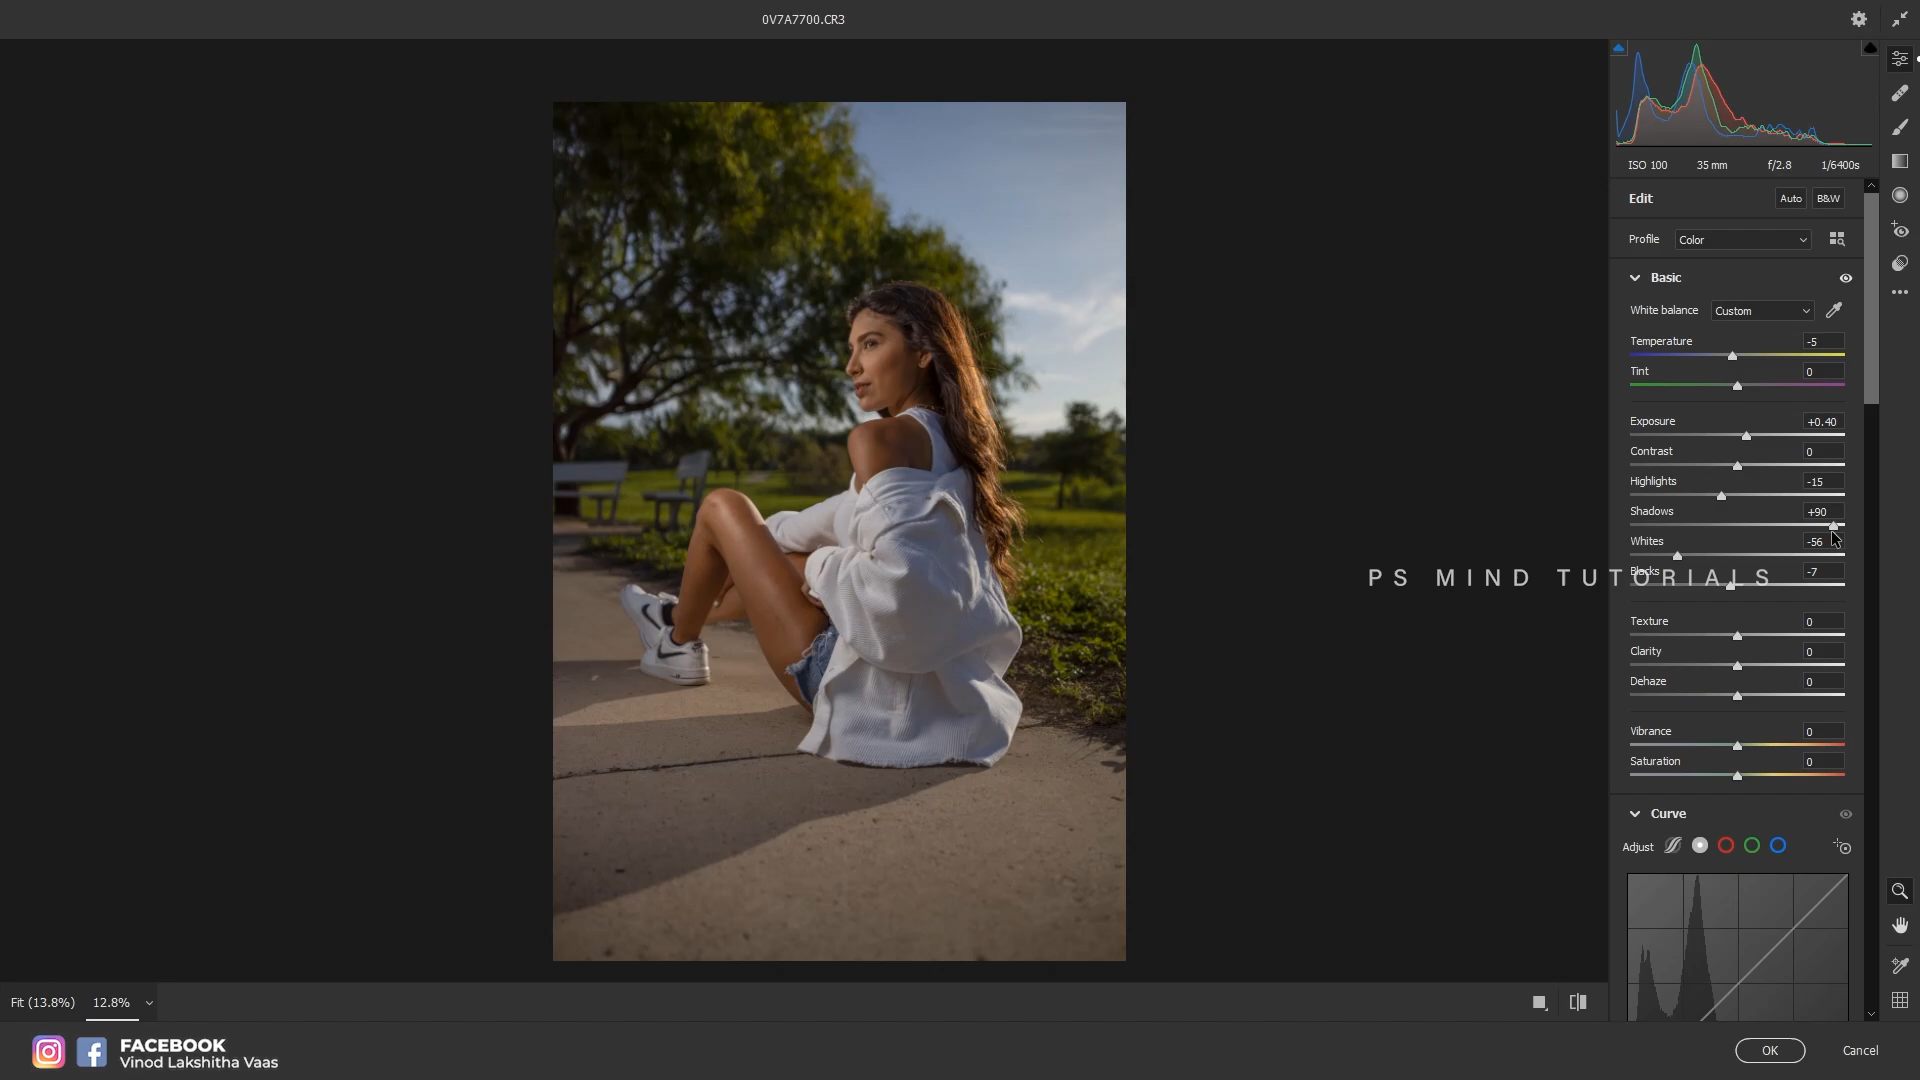 0V7A7700.CR3
ISO 100 35 mm f/2.8 1/6400s
Edit Auto B&W
Profile Color
Basic
White balance Custom
Temperature -5
Tint 0
Exposure +0.40
Contrast 0
Highlights -15
Shadows +90
Whites -56
Blacks -7
PS MIND TUTORIALS
Texture 0
Clarity 0
Dehaze 0
Vibrance 0
Saturation 0
Curve
Adjust
Fit (13.8%) 12.8%
FACEBOOK
Vinod Lakshitha Vaas
OK Cancel